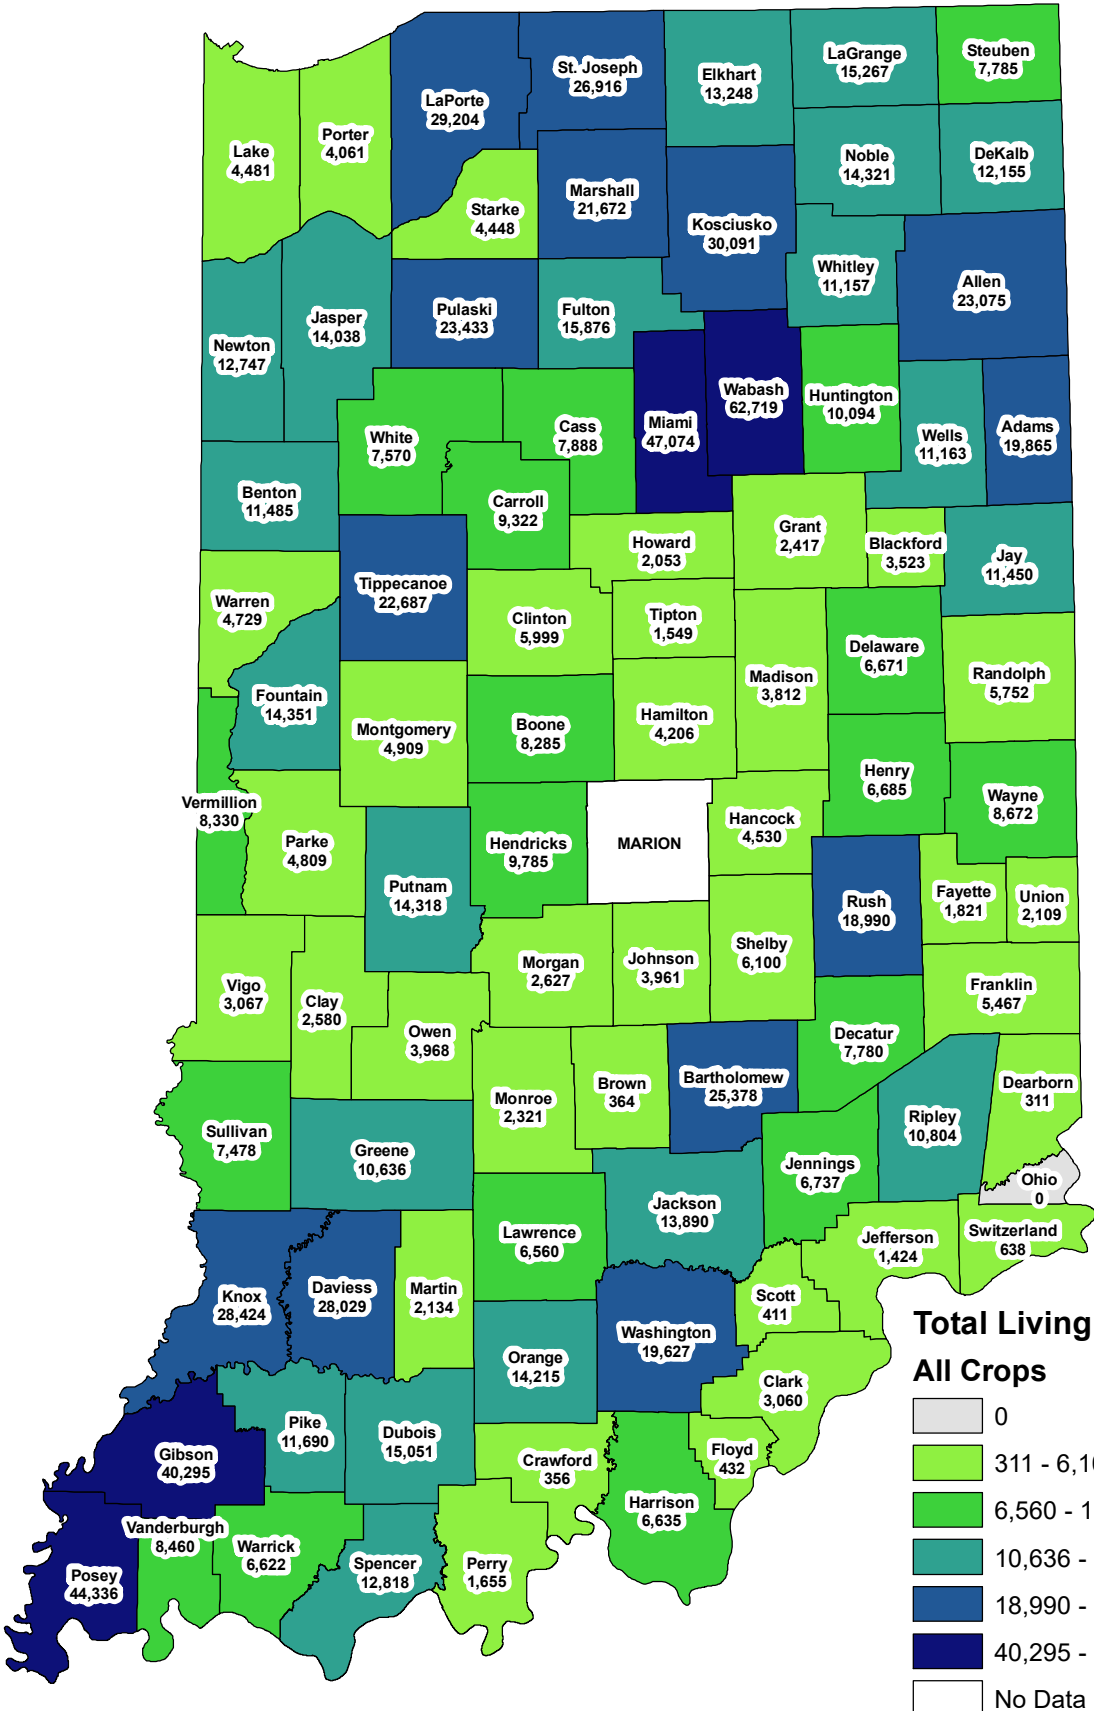 Steuben
7,785
LaGrange
15,267
St. Joseph
26,916
Elkhart
13,248
LaPorte
29,204
Porter
4,061
Lake
4,481
Noble
14,321
DeKalb
12,155
Marshall
21,672
Starke
4,448
Kosciusko
30,091
Whitley
11,157
Allen
23,075
Pulaski
23,433
Fulton
15,876
Jasper
14,038
Newton
12,747
Wabash
62,719
Huntington
10,094
Miami
47,074
Cass
7,888
White
7,570
Wells
11,163
Adams
19,865
Benton
11,485
Carroll
9,322
Grant
2,417
Howard
2,053
Blackford
3,523
Jay
11,450
Tippecanoe
22,687
Warren
4,729
Clinton
5,999
Tipton
1,549
Delaware
6,671
Randolph
5,752
Madison
3,812
Fountain
14,351
Montgomery
4,909
Boone
8,285
Hamilton
4,206
Henry
6,685
Wayne
8,672
Vermillion
8,330
Parke
4,809
Hendricks
9,785
MARION
Hancock
4,530
Putnam
14,318
Rush
18,990
Fayette
1,821
Union
2,109
Shelby
6,100
Morgan
2,627
Johnson
3,961
Vigo
3,067
Clay
2,580
Franklin
5,467
Owen
3,968
Decatur
7,780
Brown
364
Bartholomew
25,378
Monroe
2,321
Dearborn
311
Ripley
10,804
Sullivan
7,478
Greene
10,636
Jennings
6,737
Ohio
0
Jackson
13,890
Lawrence
6,560
Jefferson
1,424
Switzerland
638
Knox
28,424
Daviess
28,029
Martin
2,134
Scott
411
Washington
19,627
Orange
14,215
Clark
3,060
Pike
11,690
Dubois
15,051
Gibson
40,295
Crawford
356
Floyd
432
Harrison
6,635
Vanderburgh
8,460
Warrick
6,622
Posey
44,336
Spencer
12,818
Perry
1,655
Total Living
All Crops
0
311 - 6,10
6,560 - 1
10,636 -
18,990 -
40,295 -
No Data